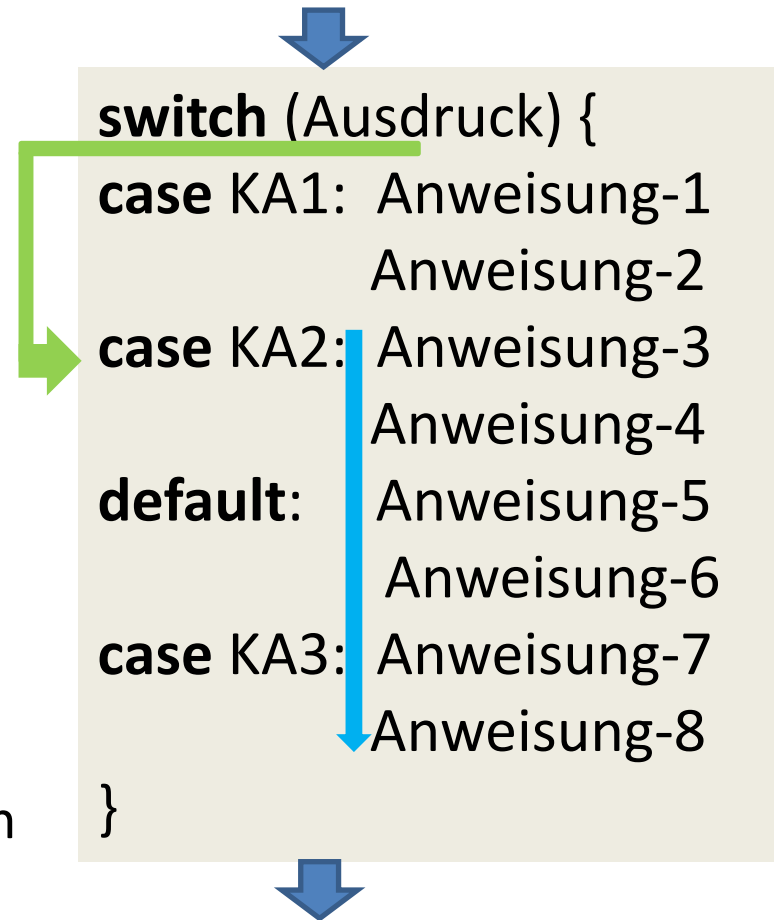 switch (Ausdruck) {
case KA1: Anweisung-1
Anweisung-2
case KA2: Anweisung-3
Anweisung-4
default: Anweisung-5
Anweisung-6
case KA3: Anweisung-7
Anweisung-8
}
n